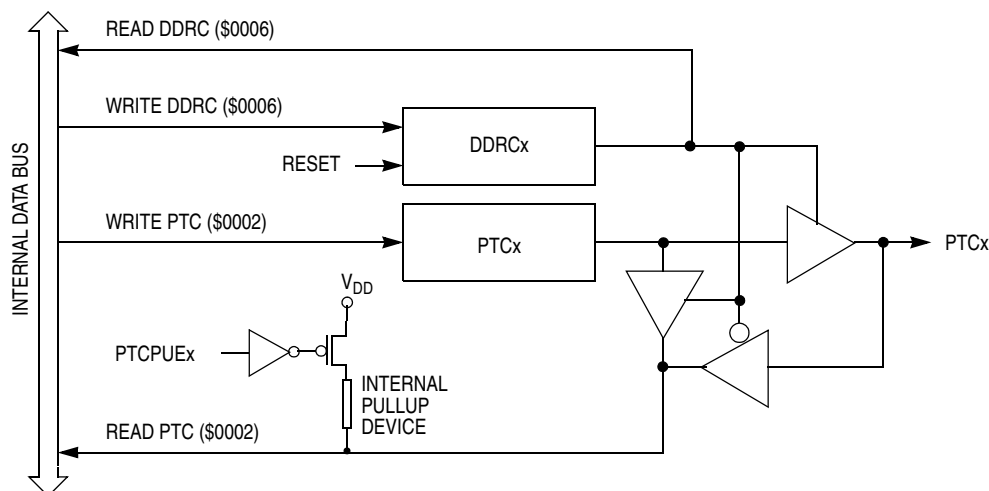 READ DDRC ($0006)
WRITE DDRC ($0006)
DDRCx
RESET
INTERNAL DATA BUS
WRITE PTC ($0002)
PTCx
PTCx
VDD
PTCPUEx
INTERNAL
PULLUP
DEVICE
READ PTC ($0002)